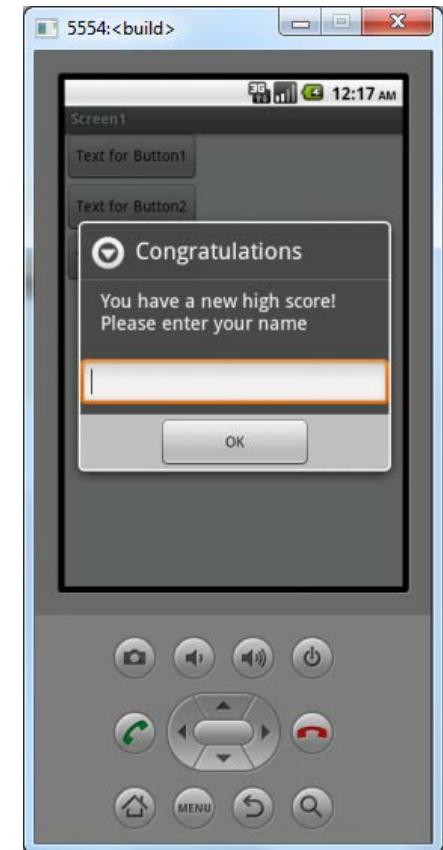 5554:<build>
3G 12:17 AM
Screen1
Text for Button1
Text for Button2
Congratulations
You have a new high score!
Please enter your name
OK
MENU